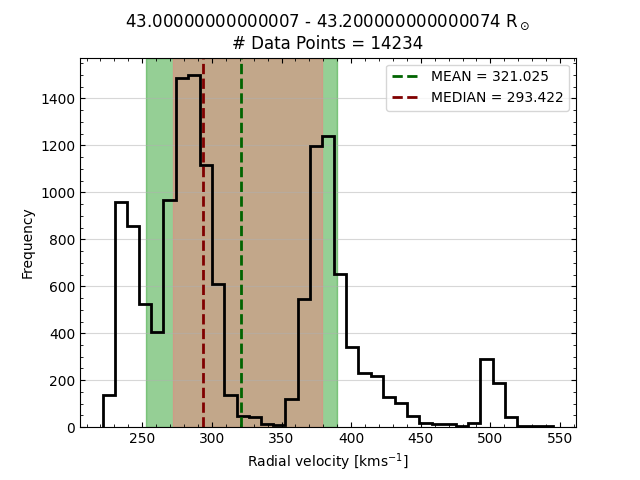 43.00000000000007 - 43.200000000000074 R⊙
# Data Points = 14234
MEAN = 321.025
MEDIAN = 293.422
1400
1200
1000
800
600
400
200
0
Frequency
250
300
350
400
450
500
550
Radial velocity [kms⁻¹]